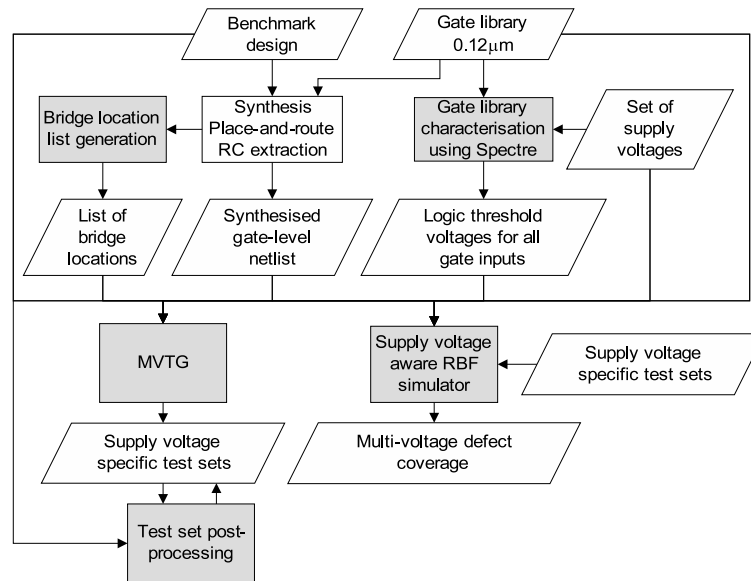 Benchmark
design
Gate library
0.12µm
Bridge location
list generation
Synthesis
Place-and-route
RC extraction
Gate library
characterisation
using Spectre
Set of
supply
voltages
List of
bridge
locations
Synthesised
gate-level
netlist
Logic threshold
voltages for all
gate inputs
MVTG
Supply voltage
aware RBF
simulator
Supply voltage
specific test sets
Supply voltage
specific test sets
Multi-voltage defect
coverage
Test set post-
processing